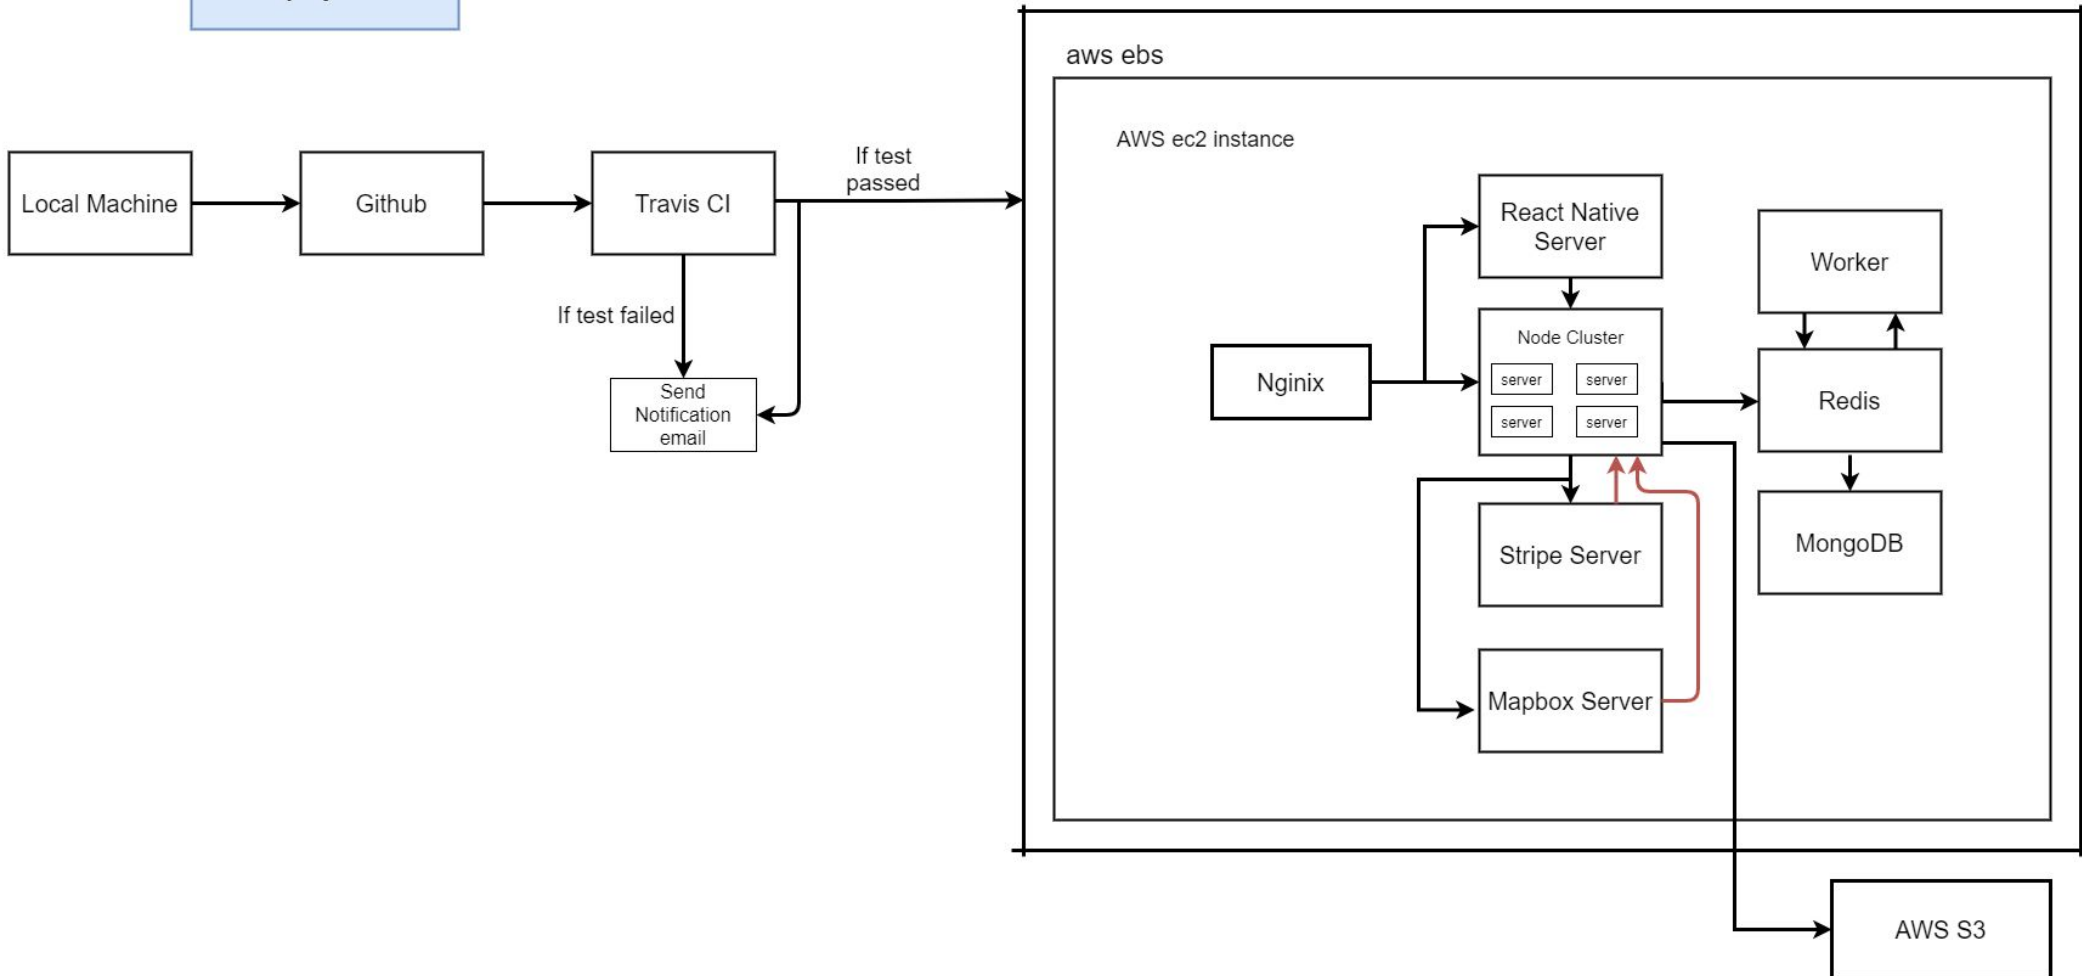 aws ebs
AWS ec2 instance
If test
passed
Local Machine
Github
Travis CI
React Native
Server
Worker
If test failed
Node Cluster
Nginix
server
server
Redis
server
server
Send
Notification
email
Stripe Server
MongoDB
Mapbox Server
AWS S3